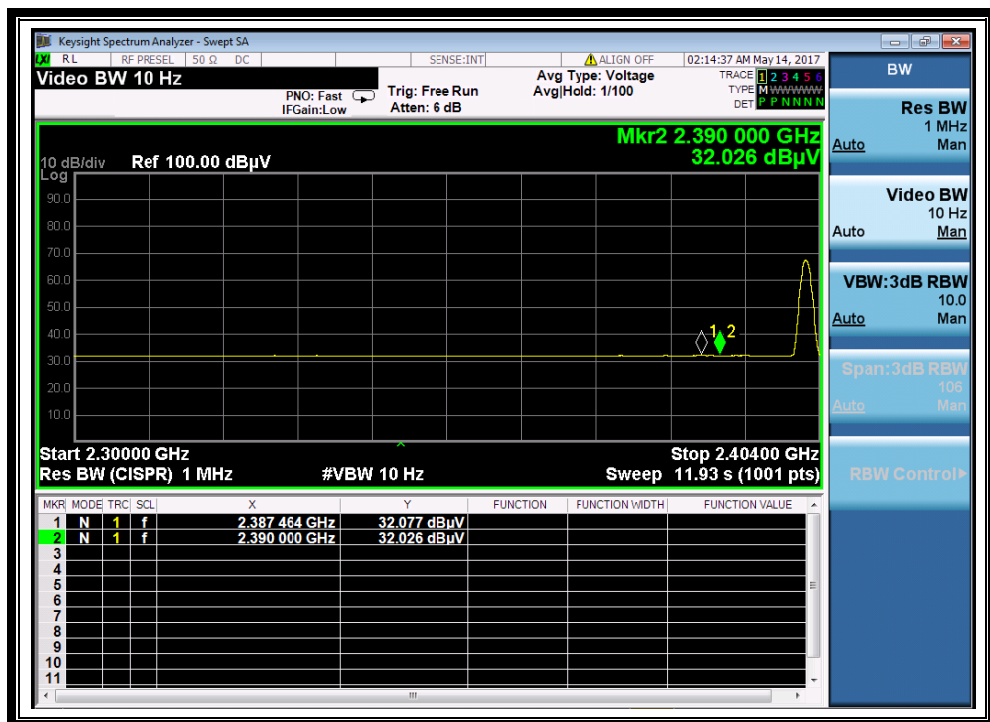 Keysight Spectrum Analyzer - Swept SA
LXI RL RF PRESEL 50 Ω DC SENSE:INT ALIGN OFF 02:14:37 AM May 14, 2017
Video BW 10 Hz
PNO: Fast
IFGain:Low
Trig: Free Run
Atten: 6 dB
Avg Type: Voltage
Avg|Hold: 1/100
TRACE 1 2 3 4 5 6
TYPE M WWWWW
DET P P N N N N
Mkr2 2.390 000 GHz
32.026 dBµV
10 dB/div Ref 100.00 dBµV
Log
90.0
80.0
70.0
60.0
50.0
40.0
30.0
20.0
10.0
1 2
Start 2.30000 GHz Stop 2.40400 GHz
Res BW (CISPR) 1 MHz #VBW 10 Hz Sweep 11.93 s (1001 pts)
MKR MODE TRC SCL X Y FUNCTION FUNCTION WIDTH FUNCTION VALUE
1 N 1 f 2.387 464 GHz 32.077 dBµV
2 N 1 f 2.390 000 GHz 32.026 dBµV
3
4
5
6
7
8
9
10
11
BW
Res BW
1 MHz
Auto Man
Video BW
10 Hz
Auto Man
VBW:3dB RBW
10.0
Auto Man
Span:3dB RBW
106
Auto Man
RBW Control